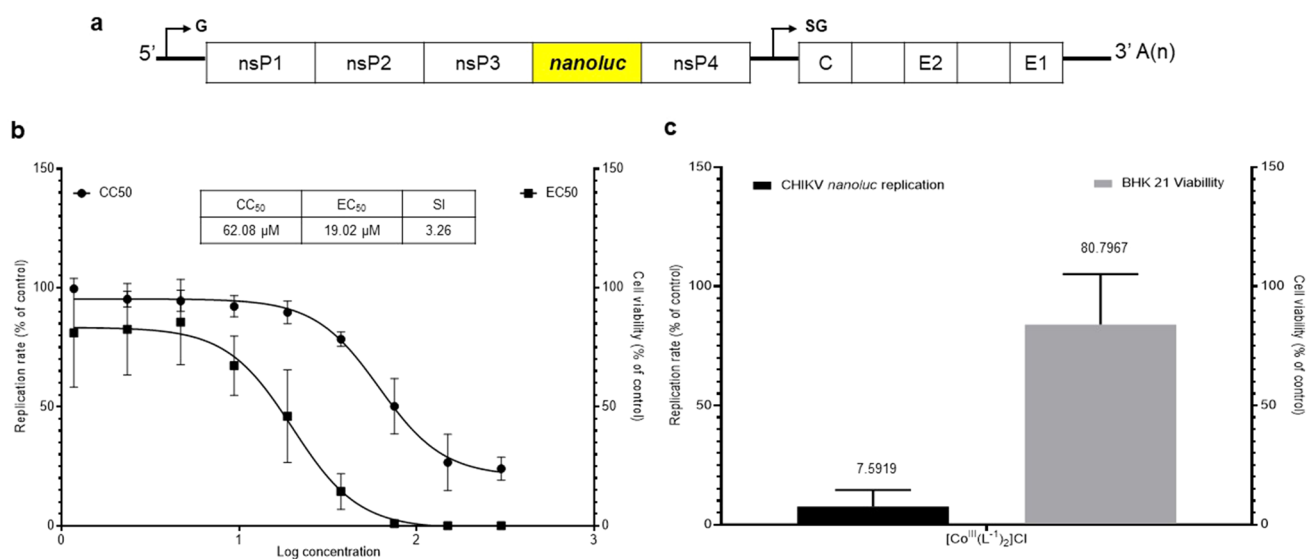 a
5’ G SG 3’ A(n)
nsP1 nsP2 nsP3 nanoluc nsP4 C E2 E1
b
150 150
CC50 EC50
CC₅₀ EC₅₀ SI
62.08 µM 19.02 µM 3.26
100 100
50 50
0 0
0 1 2 3
Replication rate (% of control)
Cell viability (% of control)
Log concentration
c
150 150
CHIKV nanoluc replication BHK 21 Viabillity
80.7967
100 100
50 50
7.5919
0 0
Replication rate (% of control)
Cell viability (% of control)
[Coᴵᴵᴵ(L⁻¹)₂]Cl